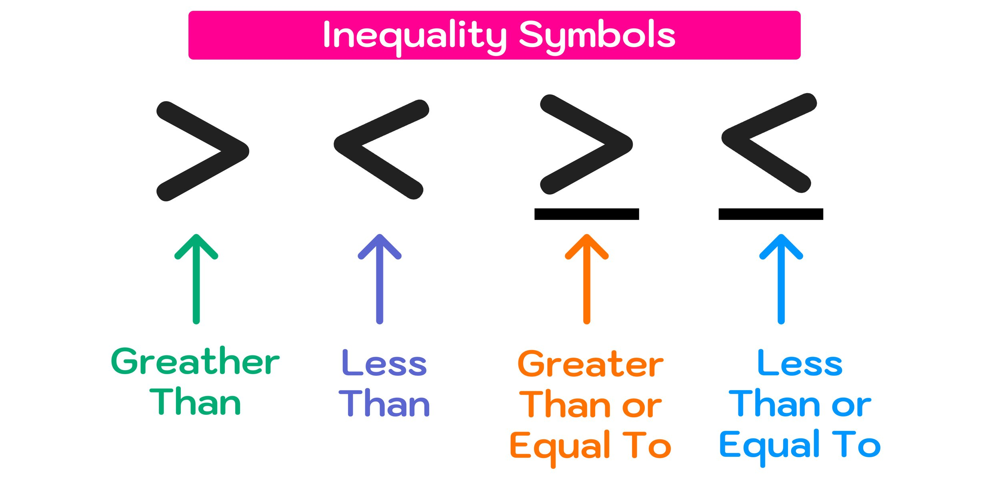 Inequality Symbols
> < ≥ ≤
Greather
Than
Less
Than
Greater
Than or
Equal To
Less
Than or
Equal To